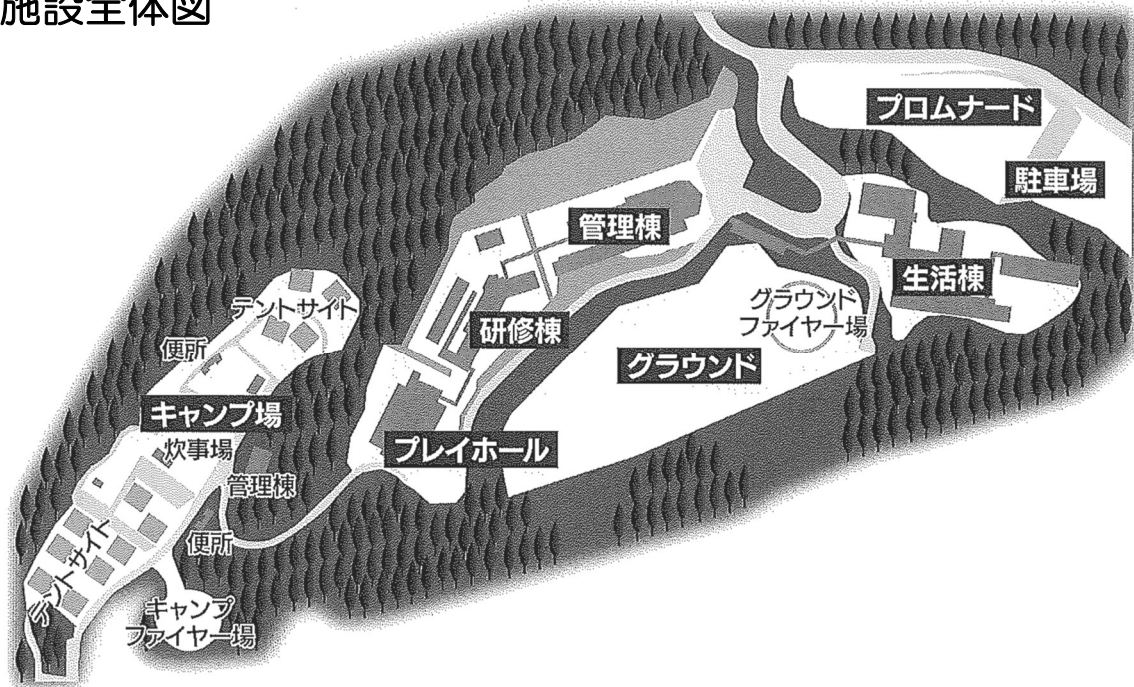 施設全体図
プロムナード
駐車場
管理棟
生活棟
テントサイト
グラウンド
ファイヤー場
研修棟
便所
グラウンド
キャンプ場
炊事場
プレイホール
管理棟
便所
テントサイト
キャンプ
ファイヤー場